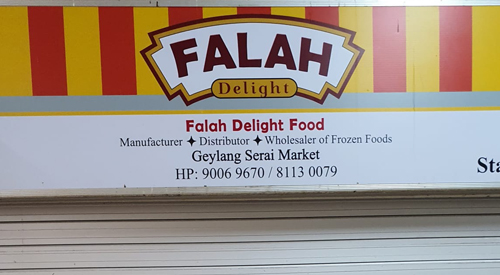 FALAH
Delight
Falah Delight Food
Manufacturer ✦ Distributor ✦ Wholesaler of Frozen Foods
Geylang Serai Market
HP: 9006 9670 / 8113 0079